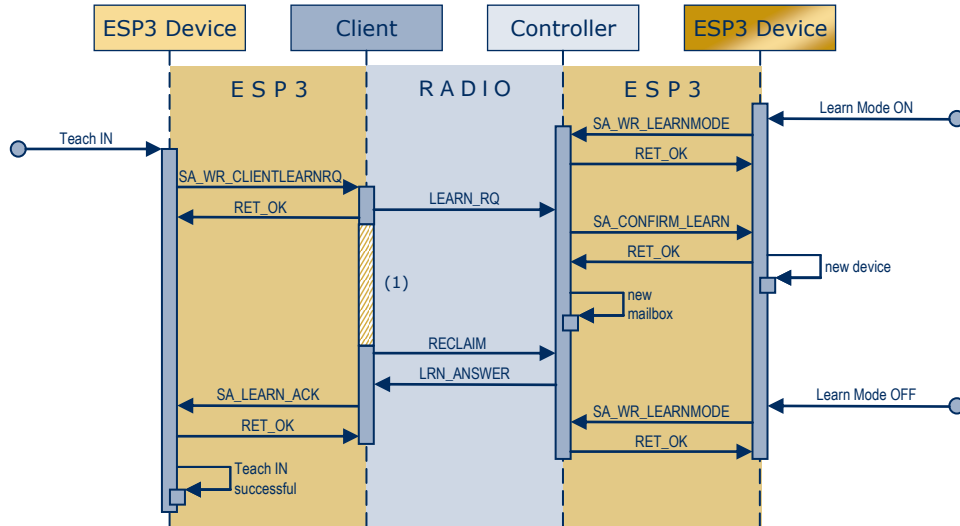 ESP3 Device
Client
Controller
ESP3 Device
ESP3
RADIO
ESP3
Learn Mode ON
SA_WR_LEARNMODE
Teach IN
RET_OK
SA_WR_CLIENTLEARNRQ
LEARN_RQ
RET_OK
SA_CONFIRM_LEARN
RET_OK
new device
(1)
new
mailbox
RECLAIM
LRN_ANSWER
SA_LEARN_ACK
Learn Mode OFF
SA_WR_LEARNMODE
RET_OK
RET_OK
Teach IN
successful